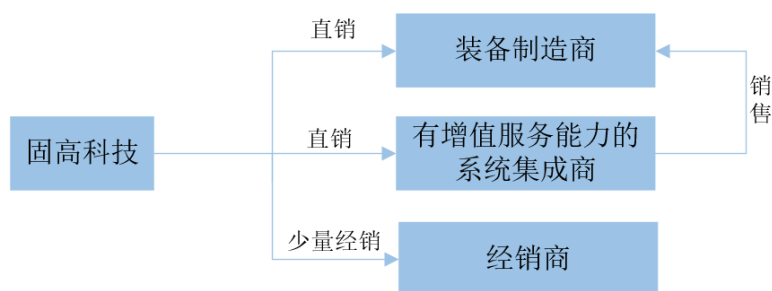 直销
装备制造商
销
售
固高科技
直销
有增值服务能力的
系统集成商
少量经销
经销商